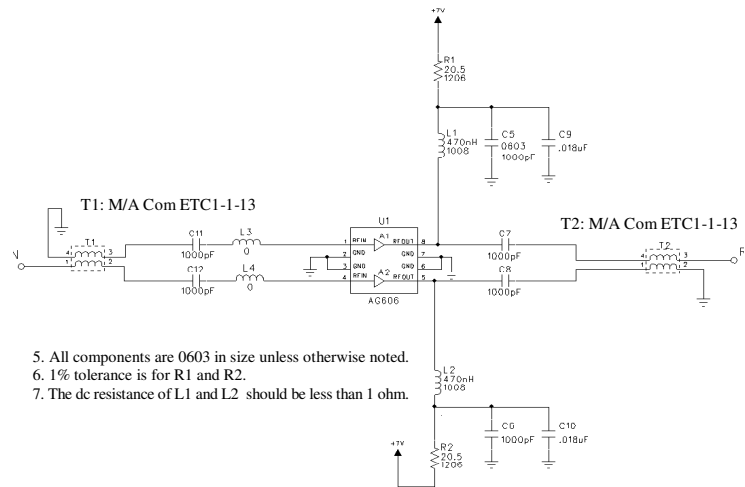 +7V
R1
20.5
1206
L1
470nH
1008
C5
0603
1000pF
C9
.018uF
T1: M/A Com ETC1-1-13
T2: M/A Com ETC1-1-13
T1
4
3
1
2
C11
1000pF
L3
0
C12
1000pF
L4
0
U1
A1
1 RFIN
RFOUT 8
2 GND
GND 7
3 GND
GND 6
4 RFIN
RFOUT 5
A2
AG606
C7
1000pF
C8
1000pF
T2
4
3
1
2
5. All components are 0603 in size unless otherwise noted.
6. 1% tolerance is for R1 and R2.
7. The dc resistance of L1 and L2 should be less than 1 ohm.
L2
470nH
1008
C6
1000pF
C10
.018uF
+7V
R2
20.5
1206